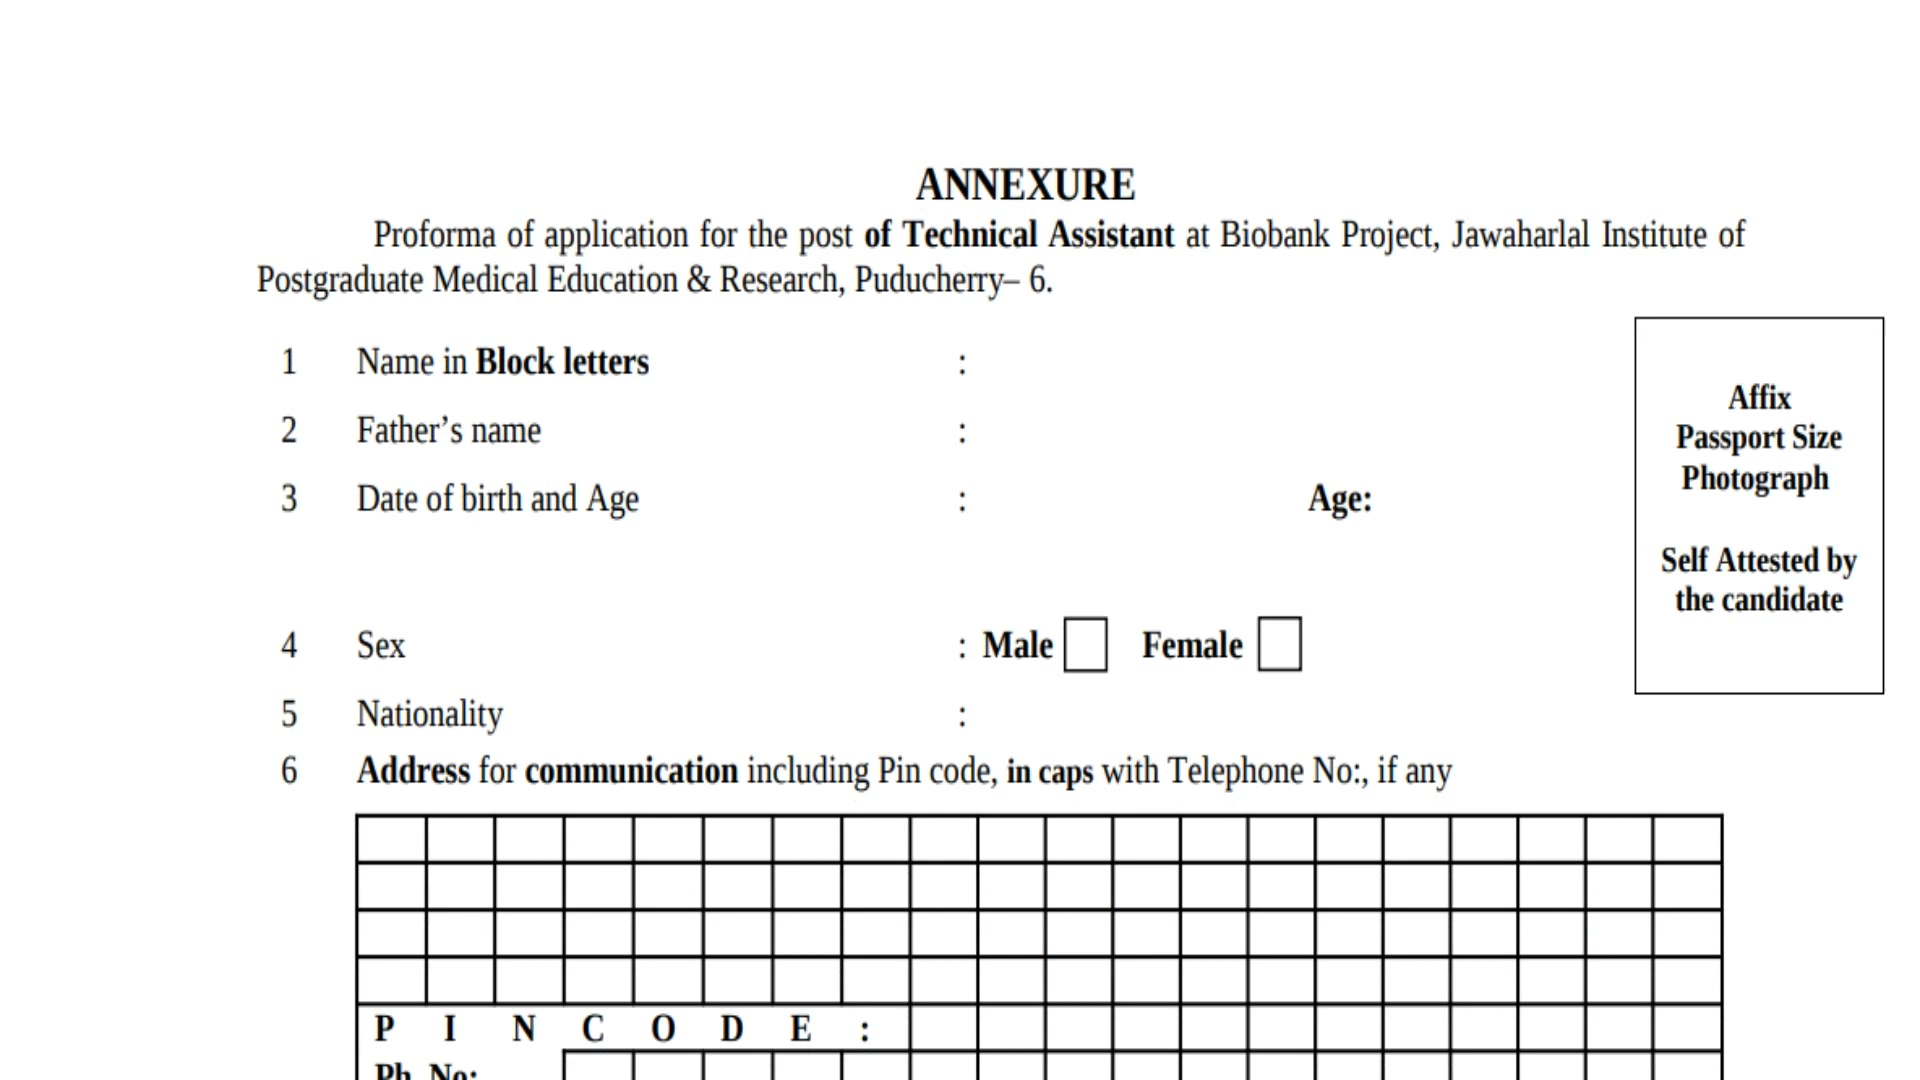 ANNEXURE
Proforma of application for the post of Technical Assistant at Biobank Project, Jawaharlal Institute of
Postgraduate Medical Education & Research, Puducherry– 6.
1 Name in Block letters :
2 Father’s name :
3 Date of birth and Age : Age:
Affix
Passport Size
Photograph
Self Attested by
the candidate
4 Sex : Male Female
5 Nationality :
6 Address for communication including Pin code, in caps with Telephone No:, if any
P I N C O D E :
Ph. No: